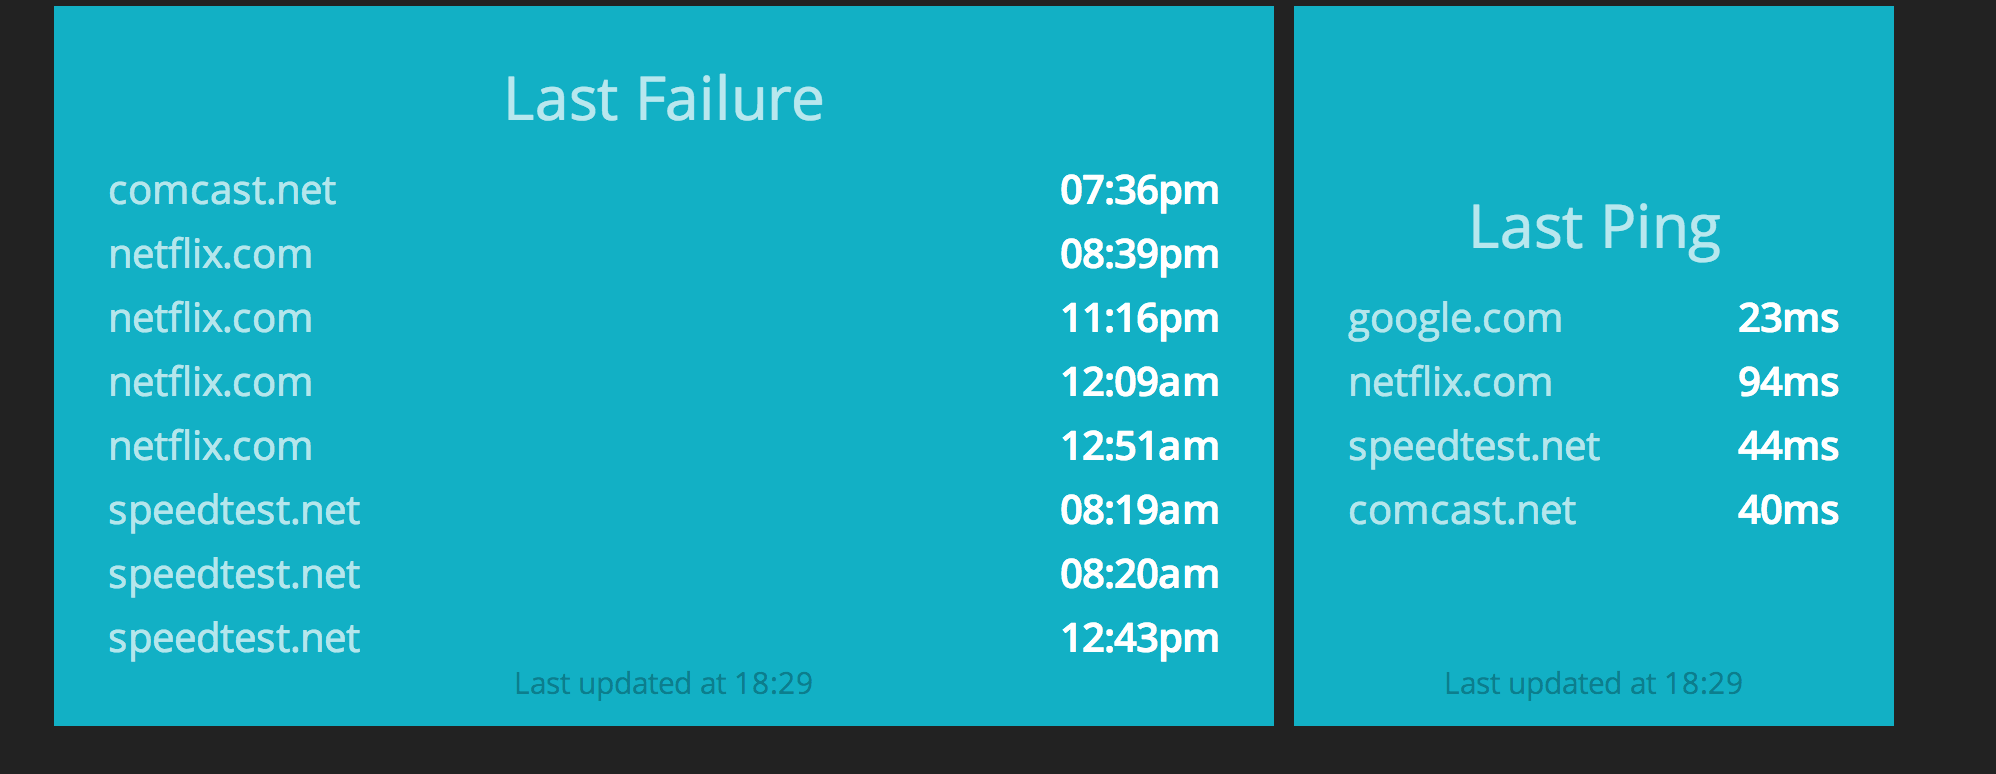 Last Failure
comcast.net 07:36pm
netflix.com 08:39pm
netflix.com 11:16pm
netflix.com 12:09am
netflix.com 12:51am
speedtest.net 08:19am
speedtest.net 08:20am
speedtest.net 12:43pm
Last updated at 18:29
Last Ping
google.com 23ms
netflix.com 94ms
speedtest.net 44ms
comcast.net 40ms
Last updated at 18:29